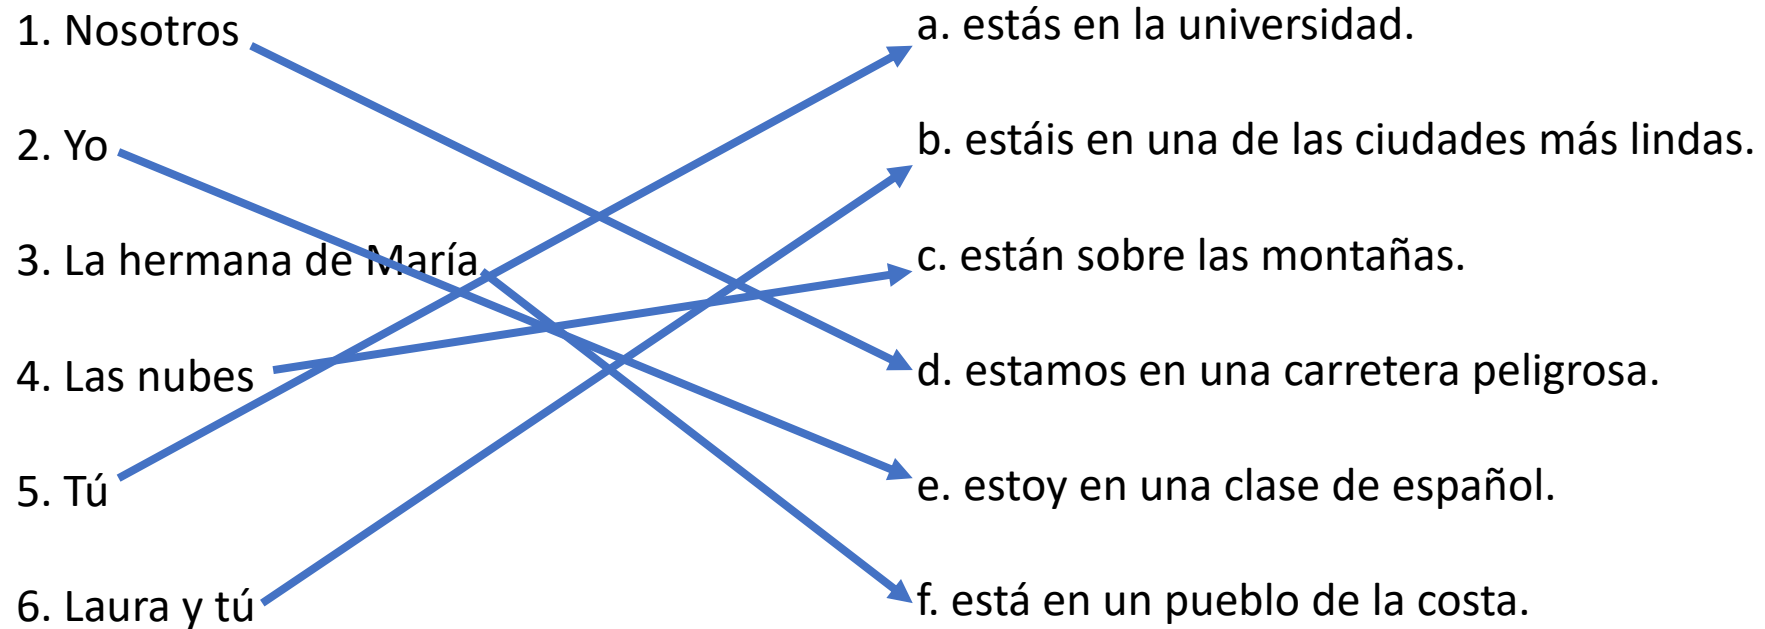 1. Nosotros
2. Yo
3. La hermana de María
4. Las nubes
5. Tú
6. Laura y tú
a. estás en la universidad.
b. estáis en una de las ciudades más lindas.
c. están sobre las montañas.
d. estamos en una carretera peligrosa.
e. estoy en una clase de español.
f. está en un pueblo de la costa.